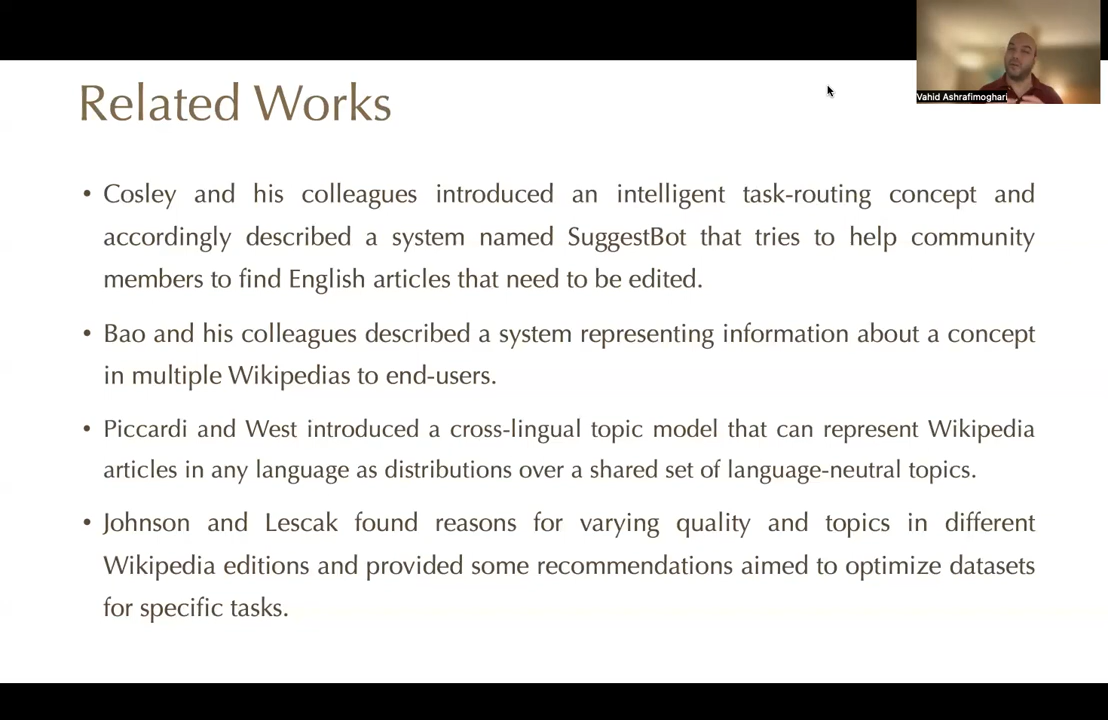 Vahid Ashrafimoghari
Related Works
• Cosley and his colleagues introduced an intelligent task-routing concept and
accordingly described a system named SuggestBot that tries to help community
members to find English articles that need to be edited.
• Bao and his colleagues described a system representing information about a concept
in multiple Wikipedias to end-users.
• Piccardi and West introduced a cross-lingual topic model that can represent Wikipedia
articles in any language as distributions over a shared set of language-neutral topics.
• Johnson and Lescak found reasons for varying quality and topics in different
Wikipedia editions and provided some recommendations aimed to optimize datasets
for specific tasks.